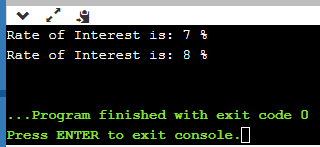 Rate of Interest is: 7 %
Rate of Interest is: 8 %
...Program finished with exit code 0
Press ENTER to exit console.